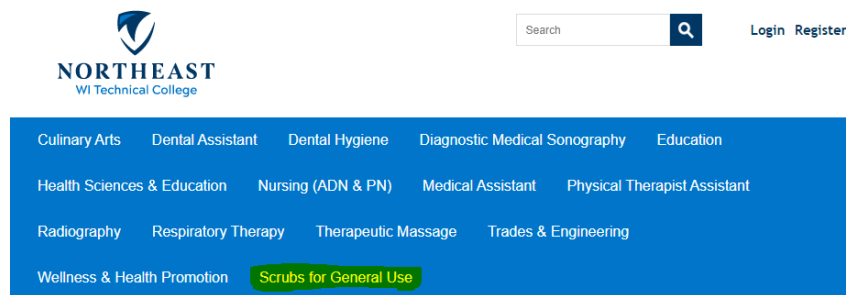 Search
Login Register
NORTHEAST
WI Technical College
Culinary Arts Dental Assistant Dental Hygiene Diagnostic Medical Sonography Education
Health Sciences & Education Nursing (ADN & PN) Medical Assistant Physical Therapist Assistant
Radiography Respiratory Therapy Therapeutic Massage Trades & Engineering
Wellness & Health Promotion Scrubs for General Use